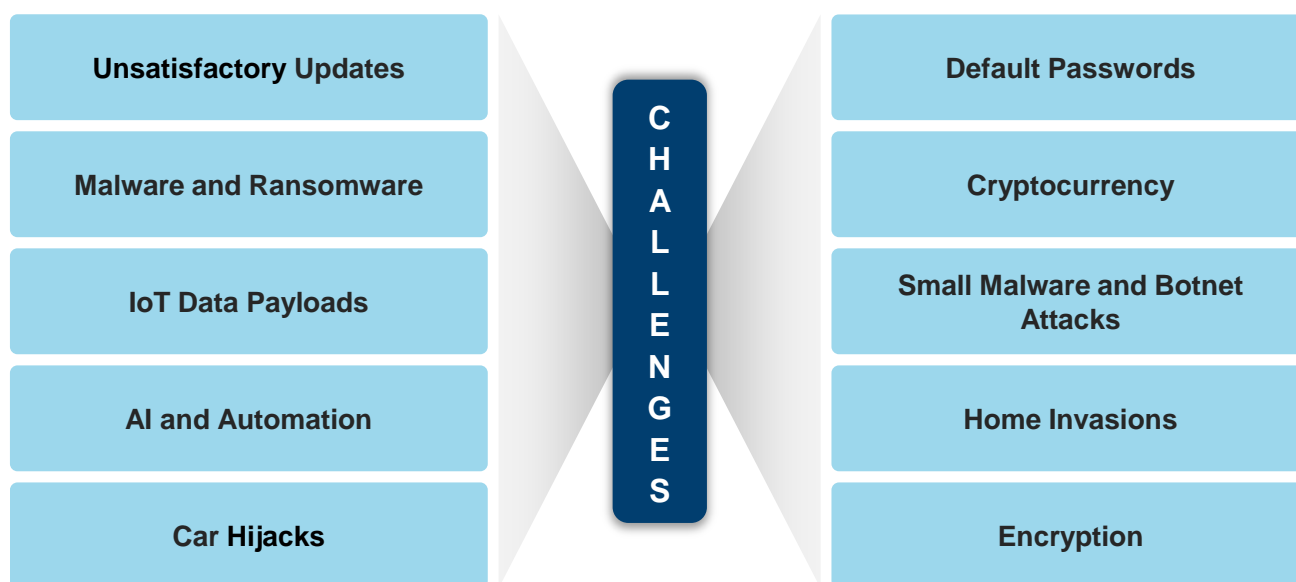 Unsatisfactory Updates
Malware and Ransomware
IoT Data Payloads
AI and Automation
Car Hijacks
CHALLENGES
Default Passwords
Cryptocurrency
Small Malware and Botnet
Attacks
Home Invasions
Encryption